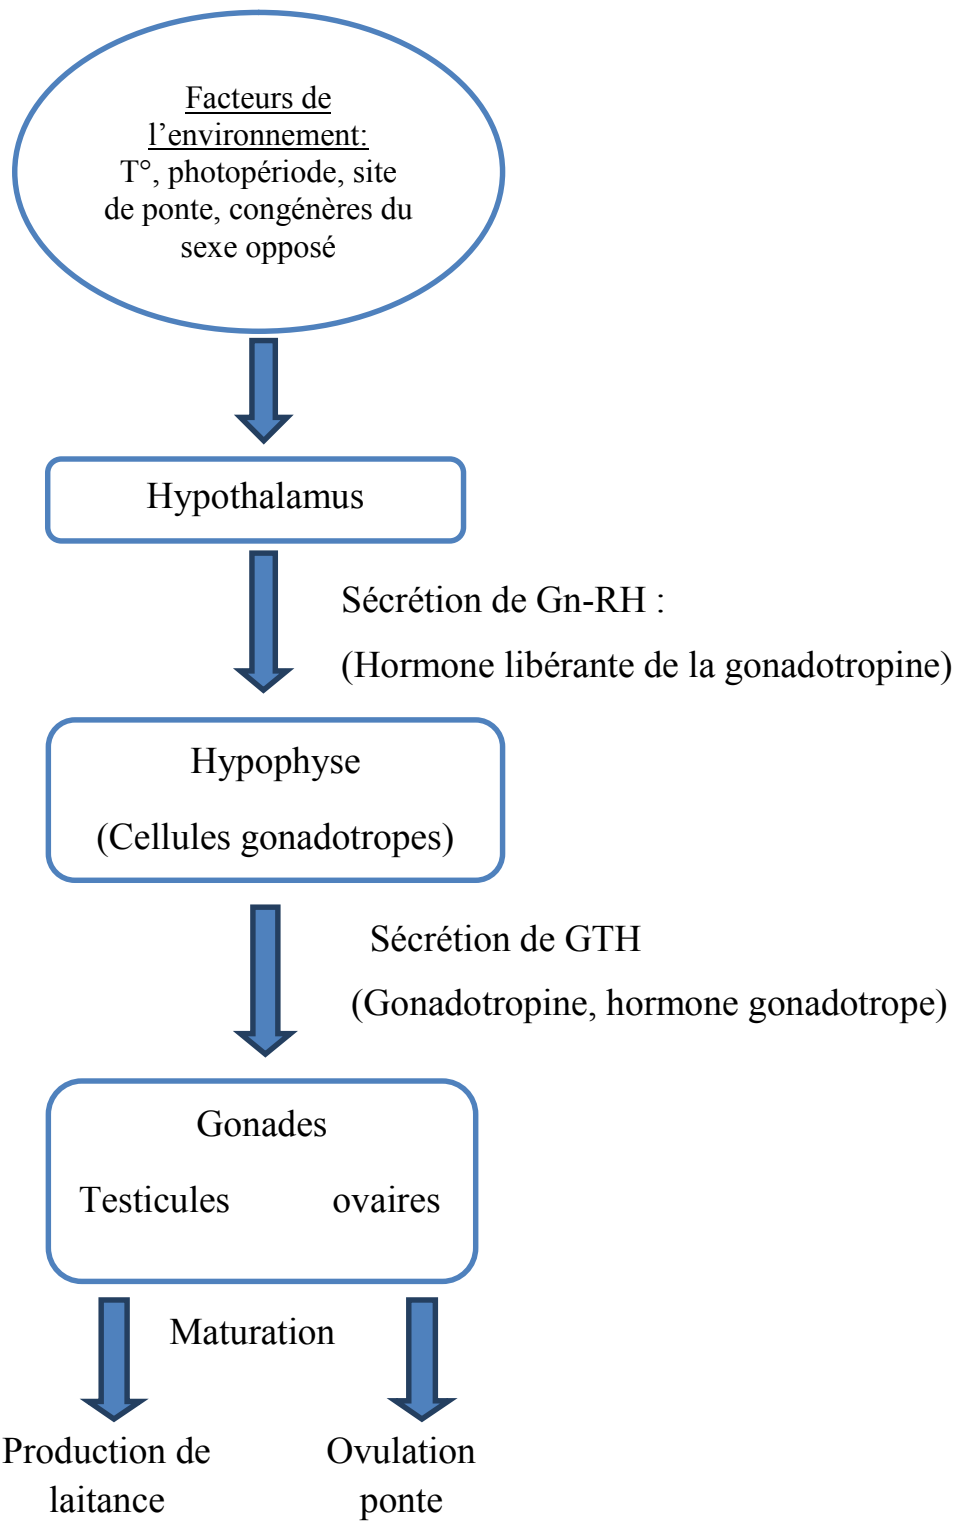 Facteurs de
l’environnement:
T°, photopériode, site
de ponte, congénères du
sexe opposé
Hypothalamus
Sécrétion de Gn-RH :
(Hormone libérante de la gonadotropine)
Hypophyse
(Cellules gonadotropes)
Sécrétion de GTH
(Gonadotropine, hormone gonadotrope)
Gonades
Testicules ovaires
Maturation
Production de
laitance
Ovulation
ponte